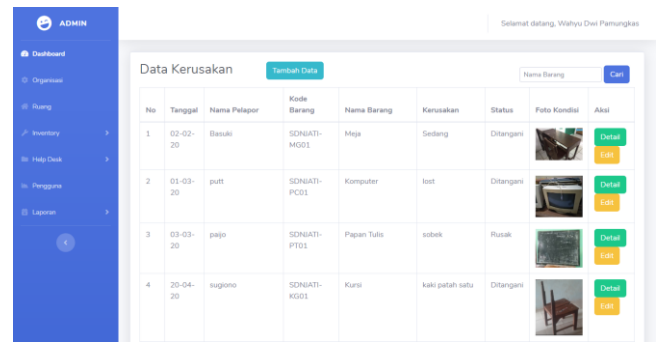 ADMIN
Selamat datang, Wahyu Dwi Pamungkas
Dashboard
Organisasi
Ruang
Inventory
Help Desk
Pengguna
Laporan
Data Kerusakan
Tambah Data
Nama Barang
Cari
No Tanggal Nama Pelapor Kode Barang Nama Barang Kerusakan Status Foto Kondisi Aksi
1 02-02-20 Basuki SDNJATI-MG01 Meja Sedang Ditangani Detail
Edit
2 01-03-20 putt SDNJATI-PC01 Komputer lost Ditangani Detail
Edit
3 03-03-20 paijo SDNJATI-PT01 Papan Tulis sobek Rusak Detail
Edit
4 20-04-20 sugiono SDNJATI-KG01 Kursi kaki patah satu Ditangani Detail
Edit